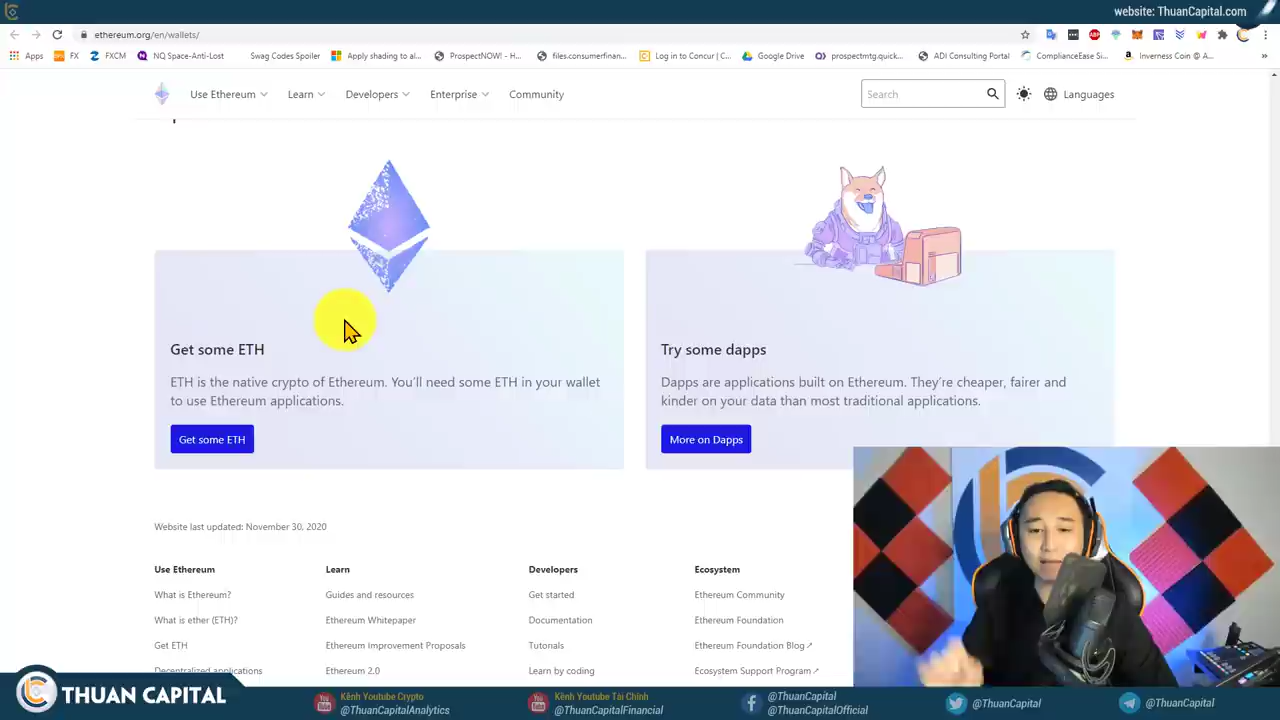 website: ThuanCapital.com
ethereum.org/en/wallets/
Apps
FX
FXCM
NQ Space-Anti-Lost
Swag Codes Spoiler
Apply shading to al...
ProspectNOW! - H...
files.consumerfinan...
Log in to Concur | C...
Google Drive
prospectmtg.quick...
ADI Consulting Portal
ComplianceEase Si...
Inverness Coin @ A...
Use Ethereum
Learn
Developers
Enterprise
Community
Search
Languages
Get some ETH
ETH is the native crypto of Ethereum. You'll need some ETH in your wallet
to use Ethereum applications.
Get some ETH
Try some dapps
Dapps are applications built on Ethereum. They're cheaper, fairer and
kinder on your data than most traditional applications.
More on Dapps
Website last updated: November 30, 2020
Use Ethereum
What is Ethereum?
What is ether (ETH)?
Get ETH
Decentralized applications
Learn
Guides and resources
Ethereum Whitepaper
Ethereum Improvement Proposals
Ethereum 2.0
Developers
Get started
Documentation
Tutorials
Learn by coding
Ecosystem
Ethereum Community
Ethereum Foundation
Ethereum Foundation Blog↗
Ecosystem Support Program↗
THUAN CAPITAL
Kênh Youtube Crypto
@ThuanCapitalAnalytics
Kênh Youtube Tài Chính
@ThuanCapitalFinancial
@ThuanCapital
@ThuanCapitalOfficial
@ThuanCapital
@ThuanCapital